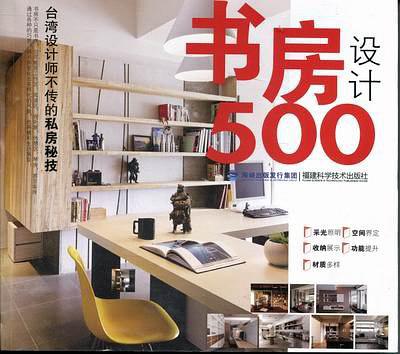 书房
设计
500
台湾设计师不传的私房秘技
海峡出版发行集团 | 福建科学技术出版社
采光照明
空间界定
收纳展示
功能提升
材质多样